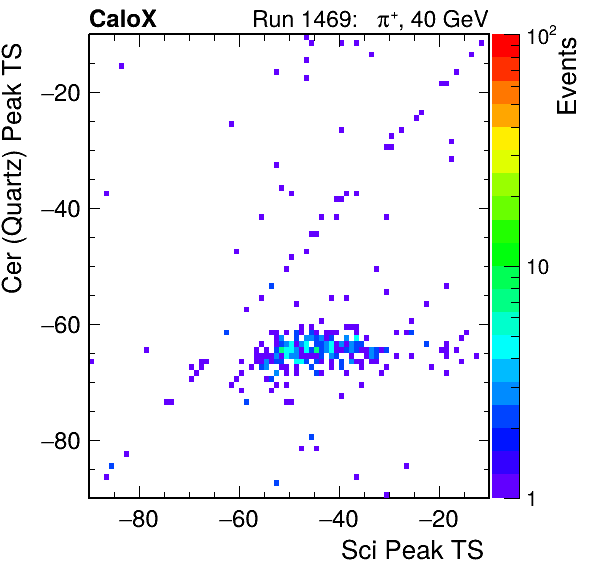 CaloX
Run 1469: π⁺, 40 GeV
Cer (Quartz) Peak TS
−20
−40
−60
−80
−80
−60
−40
−20
Sci Peak TS
10²
10
1
Events